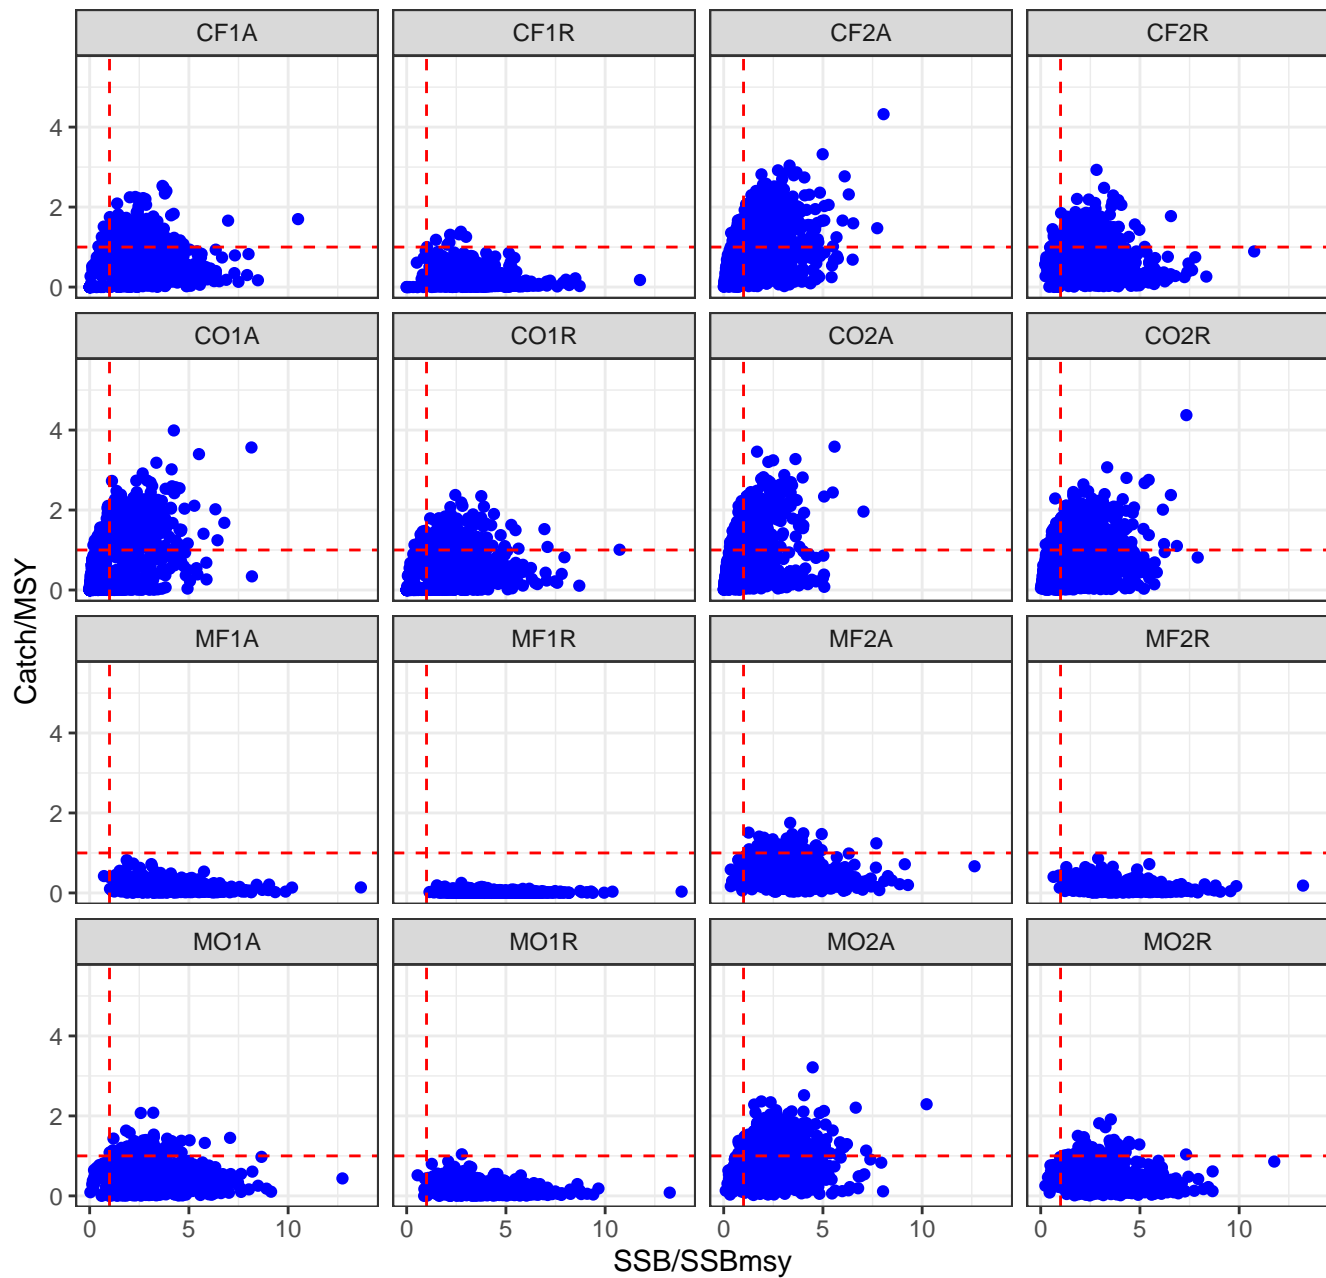 CF1A CF1R CF2A CF2R
4
2
0
CO1A CO1R CO2A CO2R
4
2
0
Catch/MSY
MF1A MF1R MF2A MF2R
4
2
0
MO1A MO1R MO2A MO2R
4
2
0
0 5 10 0 5 10 0 5 10 0 5 10
SSB/SSBmsy